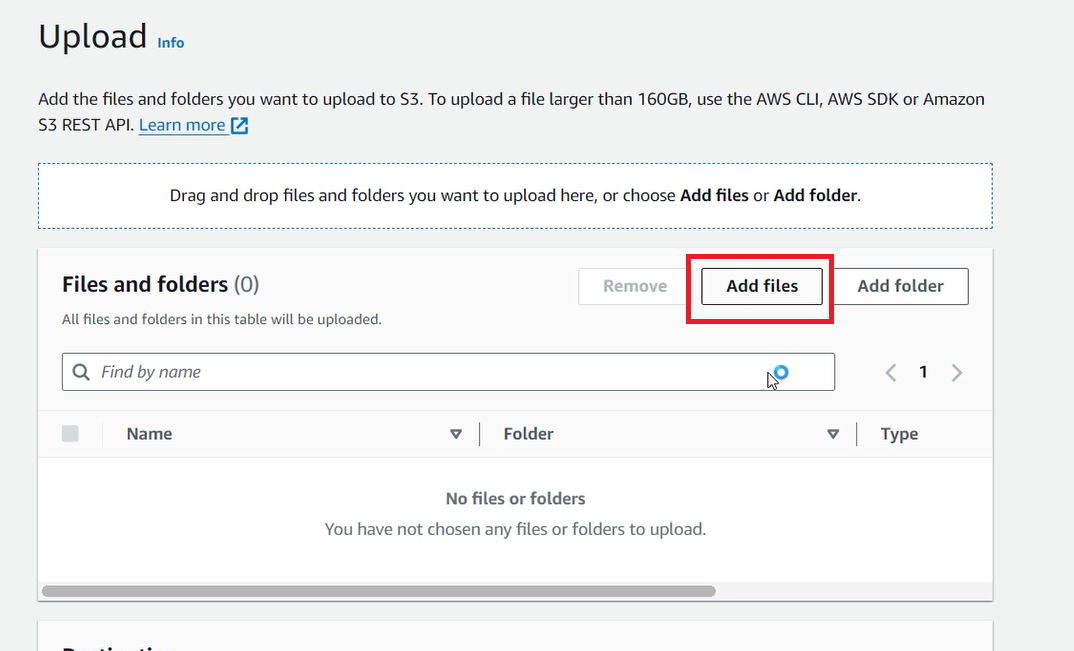 Upload Info
Add the files and folders you want to upload to S3. To upload a file larger than 160GB, use the AWS CLI, AWS SDK or Amazon
S3 REST API. Learn more
Drag and drop files and folders you want to upload here, or choose Add files or Add folder.
Files and folders (0)
Remove
Add files
Add folder
All files and folders in this table will be uploaded.
Find by name
1
Name
Folder
Type
No files or folders
You have not chosen any files or folders to upload.